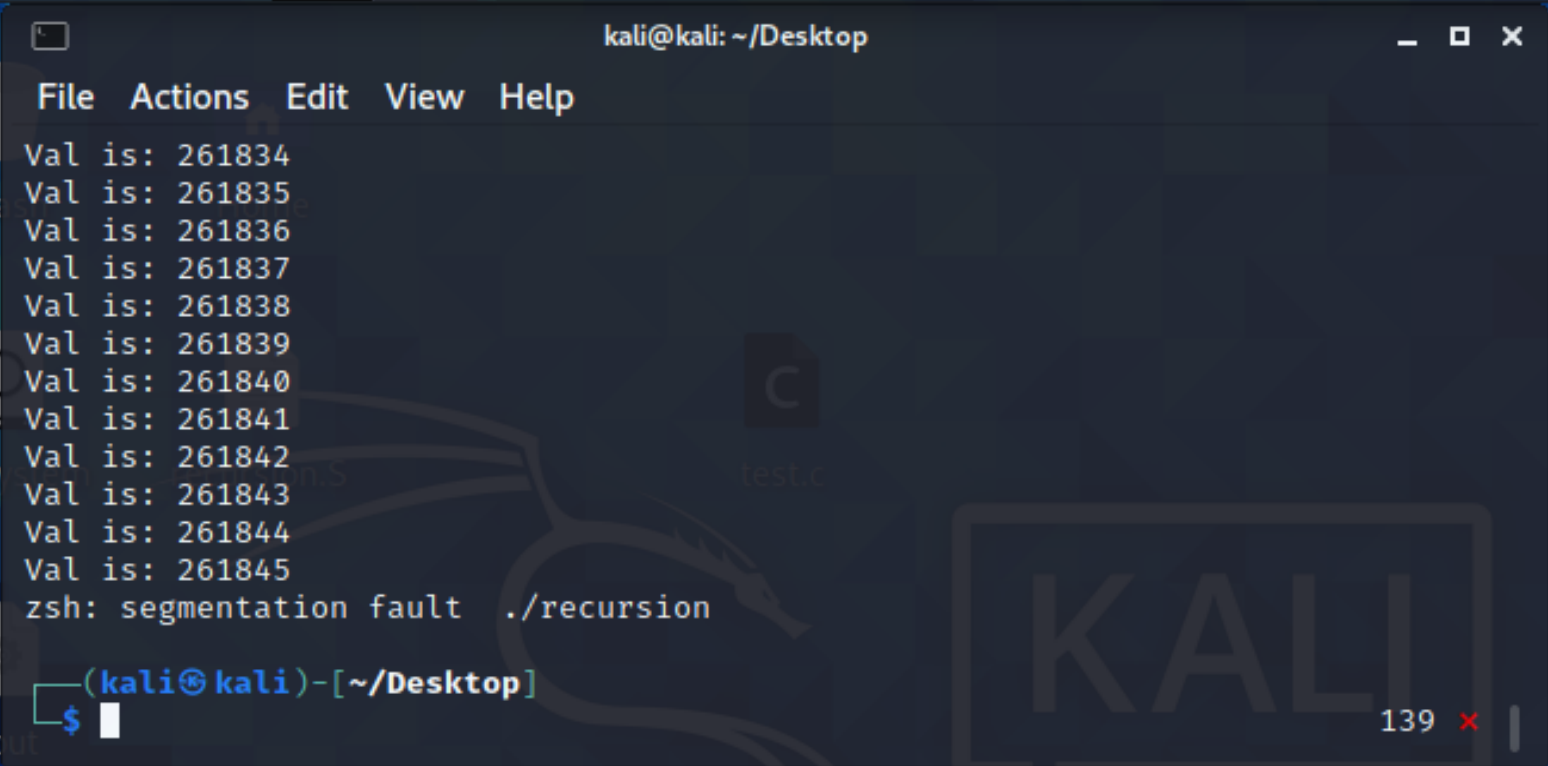 kali@kali: ~/Desktop
File Actions Edit View Help
Val is: 261834
Val is: 261835
Val is: 261836
Val is: 261837
Val is: 261838
Val is: 261839
Val is: 261840
Val is: 261841
Val is: 261842
Val is: 261843
Val is: 261844
Val is: 261845
zsh: segmentation fault  ./recursion
┌──(kali㉿kali)-[~/Desktop]
└─$
139 ×
C
test.c
KALI